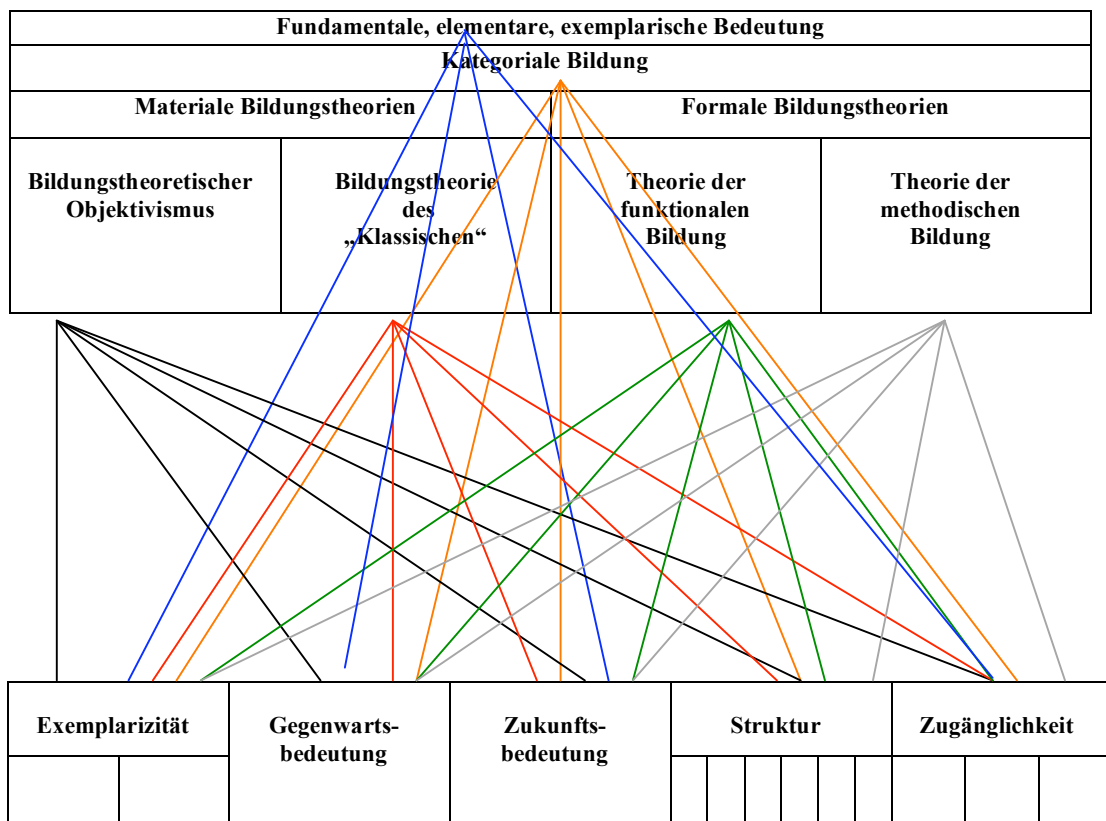 Fundamentale, elementare, exemplarische Bedeutung
Kategoriale Bildung
Materiale Bildungstheorien
Formale Bildungstheorien
Bildungstheoretischer
Objektivismus
Bildungstheorie
des
„Klassischen“
Theorie der
funktionalen
Bildung
Theorie der
methodischen
Bildung
Exemplarizität
Gegenwarts-
bedeutung
Zukunfts-
bedeutung
Struktur
Zugänglichkeit